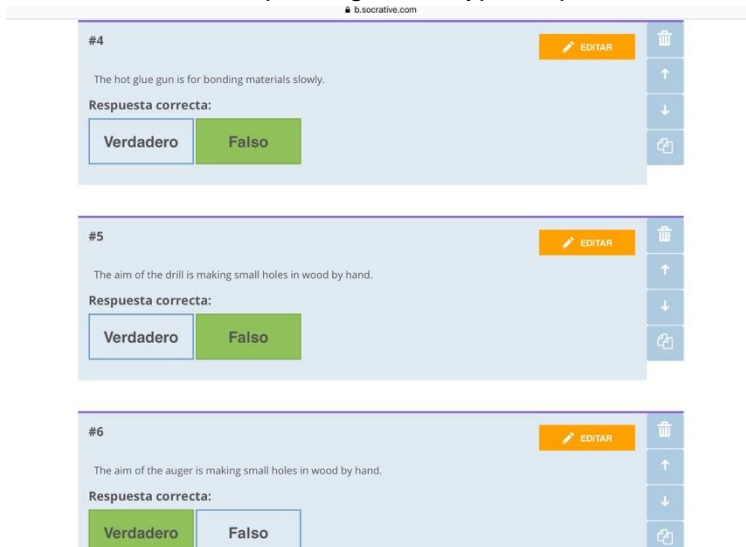 b.socrative.com
#4
EDITAR
The hot glue gun is for bonding materials slowly.
Respuesta correcta:
Verdadero Falso
#5
EDITAR
The aim of the drill is making small holes in wood by hand.
Respuesta correcta:
Verdadero Falso
#6
EDITAR
The aim of the auger is making small holes in wood by hand.
Respuesta correcta:
Verdadero Falso